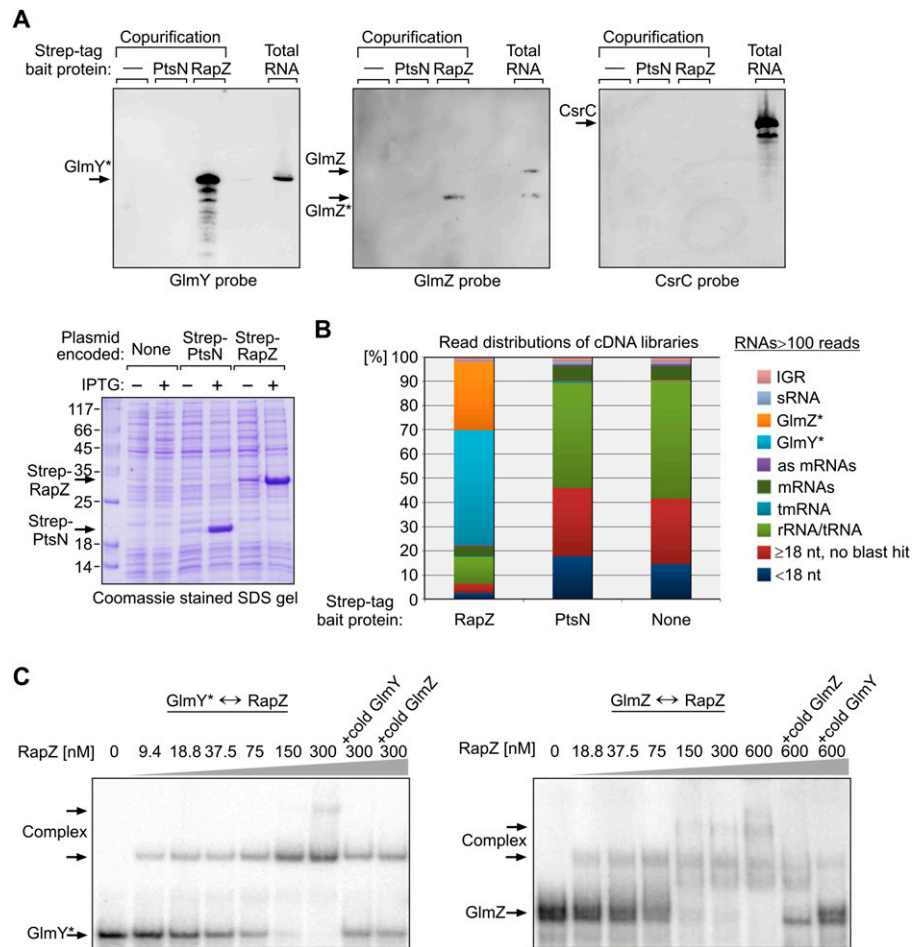 A
Copurification
Total
Copurification
Total
Copurification
Total
Strep-tag
bait protein:
— PtsN RapZ RNA
— PtsN RapZ RNA
— PtsN RapZ RNA
GlmY*
GlmZ
GlmZ*
CsrC
GlmY probe
GlmZ probe
CsrC probe
Plasmid
encoded:
None
Strep-
PtsN
Strep-
RapZ
IPTG: – + – + – +
117-
66-
45-
35-
25-
18-
14-
Strep-
RapZ
Strep-
PtsN
Coomassie stained SDS gel
B
Read distributions of cDNA libraries
RNAs>100 reads
[%]
100
90
80
70
60
50
40
30
20
10
0
IGR
sRNA
GlmZ*
GlmY*
as mRNAs
mRNAs
tmRNA
rRNA/tRNA
≥18 nt, no blast hit
<18 nt
Strep-tag
bait protein:
RapZ PtsN None
C
GlmY* ↔ RapZ
+cold GlmY
+cold GlmZ
RapZ [nM] 0 9.4 18.8 37.5 75 150 300 300 300
Complex
GlmY*
GlmZ ↔ RapZ
+cold GlmZ
+cold GlmY
RapZ [nM] 0 18.8 37.5 75 150 300 600 600 600
Complex
GlmZ